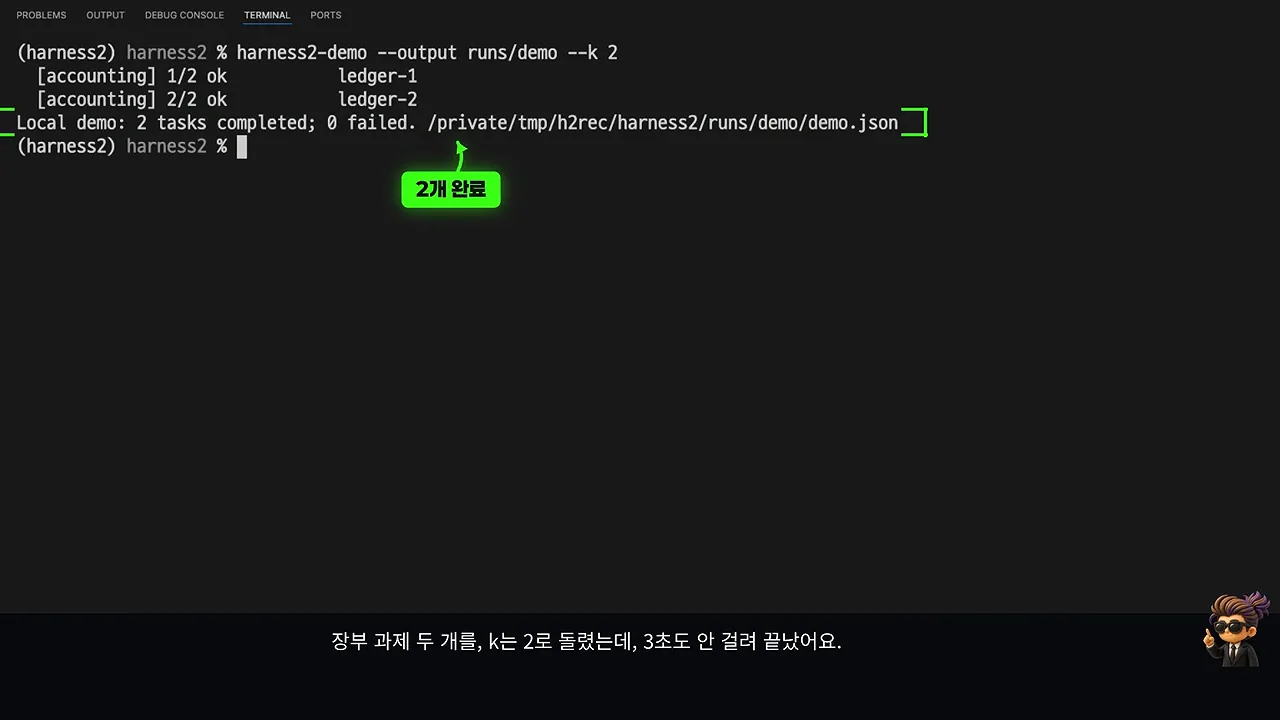 PROBLEMS OUTPUT DEBUG CONSOLE TERMINAL PORTS
(harness2) harness2 % harness2-demo --output runs/demo --k 2
[accounting] 1/2 ok ledger-1
[accounting] 2/2 ok ledger-2
Local demo: 2 tasks completed; 0 failed. /private/tmp/h2rec/harness2/runs/demo/demo.json
(harness2) harness2 %
2개 완료
장부 과제 두 개를, k는 2로 돌렸는데, 3초도 안 걸려 끝났어요.